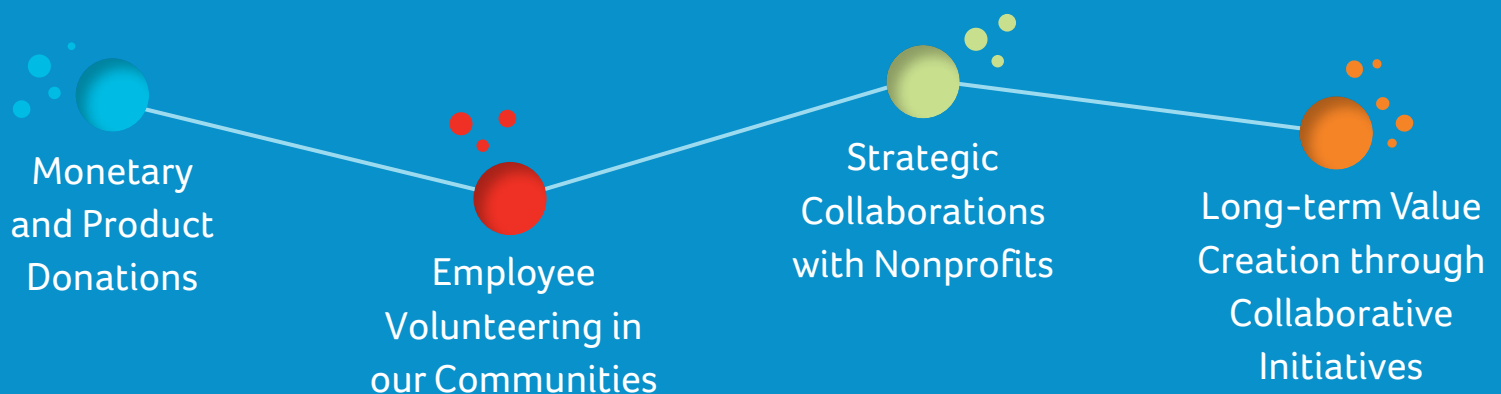 Monetary
and Product
Donations
Employee
Volunteering in
our Communities
Strategic
Collaborations
with Nonprofits
Long-term Value
Creation through
Collaborative
Initiatives